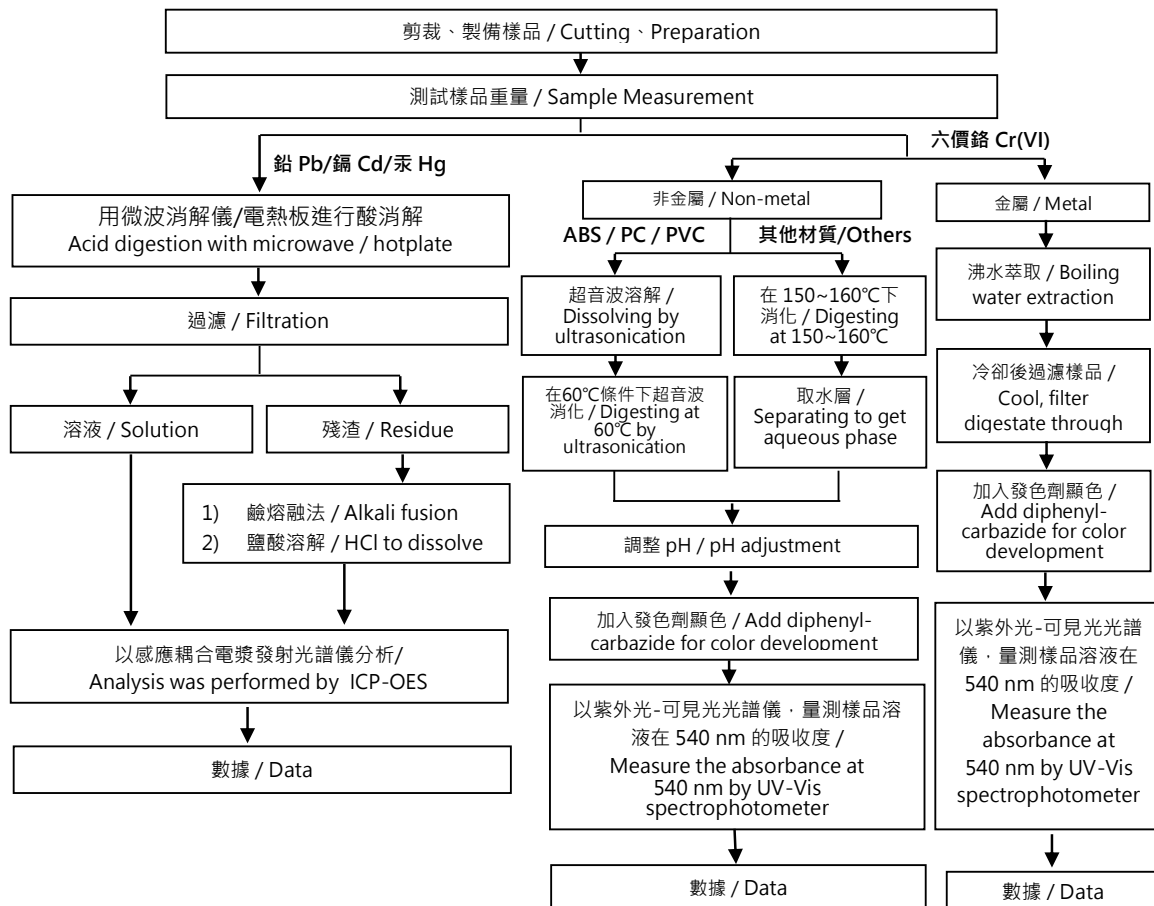 剪裁、製備樣品 / Cutting、Preparation
測試樣品重量 / Sample Measurement
鉛 Pb/鎘 Cd/汞 Hg
用微波消解儀/電熱板進行酸消解
Acid digestion with microwave / hotplate
過濾 / Filtration
溶液 / Solution
殘渣 / Residue
1) 鹼熔融法 / Alkali fusion
2) 鹽酸溶解 / HCl to dissolve
以感應耦合電漿發射光譜儀分析/
Analysis was performed by ICP-OES
數據 / Data
六價鉻 Cr(VI)
非金屬 / Non-metal
ABS / PC / PVC
超音波溶解 /
Dissolving by
ultrasonication
在60℃條件下超音波
消化 / Digesting at
60℃ by
ultrasonication
其他材質/Others
在 150~160℃下
消化 / Digesting
at 150~160℃
取水層 /
Separating to get
aqueous phase
調整 pH / pH adjustment
加入發色劑顯色 / Add diphenyl-
carbazide for color development
以紫外光-可見光光譜儀，量測樣品溶
液在 540 nm 的吸收度 /
Measure the absorbance at
540 nm by UV-Vis
spectrophotometer
數據 / Data
金屬 / Metal
沸水萃取 / Boiling
water extraction
冷卻後過濾樣品 /
Cool, filter
digestate through
加入發色劑顯色 /
Add diphenyl-
carbazide for color
development
以紫外光-可見光光譜
儀，量測樣品溶液在
540 nm 的吸收度 /
Measure the
absorbance at
540 nm by UV-Vis
spectrophotometer
數據 / Data